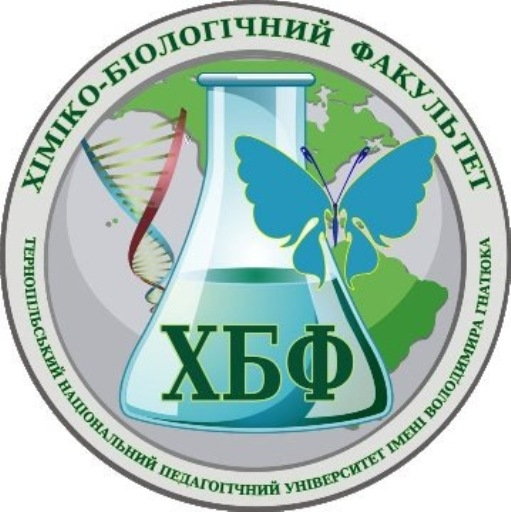 ХІМІКО-БІОЛОГІЧНИЙ ФАКУЛЬТЕТ
ХБФ
ТЕРНОПІЛЬСЬКИЙ НАЦІОНАЛЬНИЙ ПЕДАГОГІЧНИЙ УНІВЕРСИТЕТ ІМЕНІ ВОЛОДИМИРА ГНАТЮКА